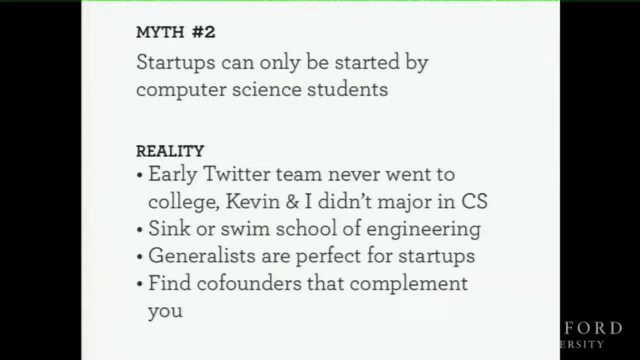 MYTH #2
Startups can only be started by
computer science students
REALITY
• Early Twitter team never went to
college, Kevin & I didn't major in CS
• Sink or swim school of engineering
• Generalists are perfect for startups
• Find cofounders that complement
you
FORD
ERSITY